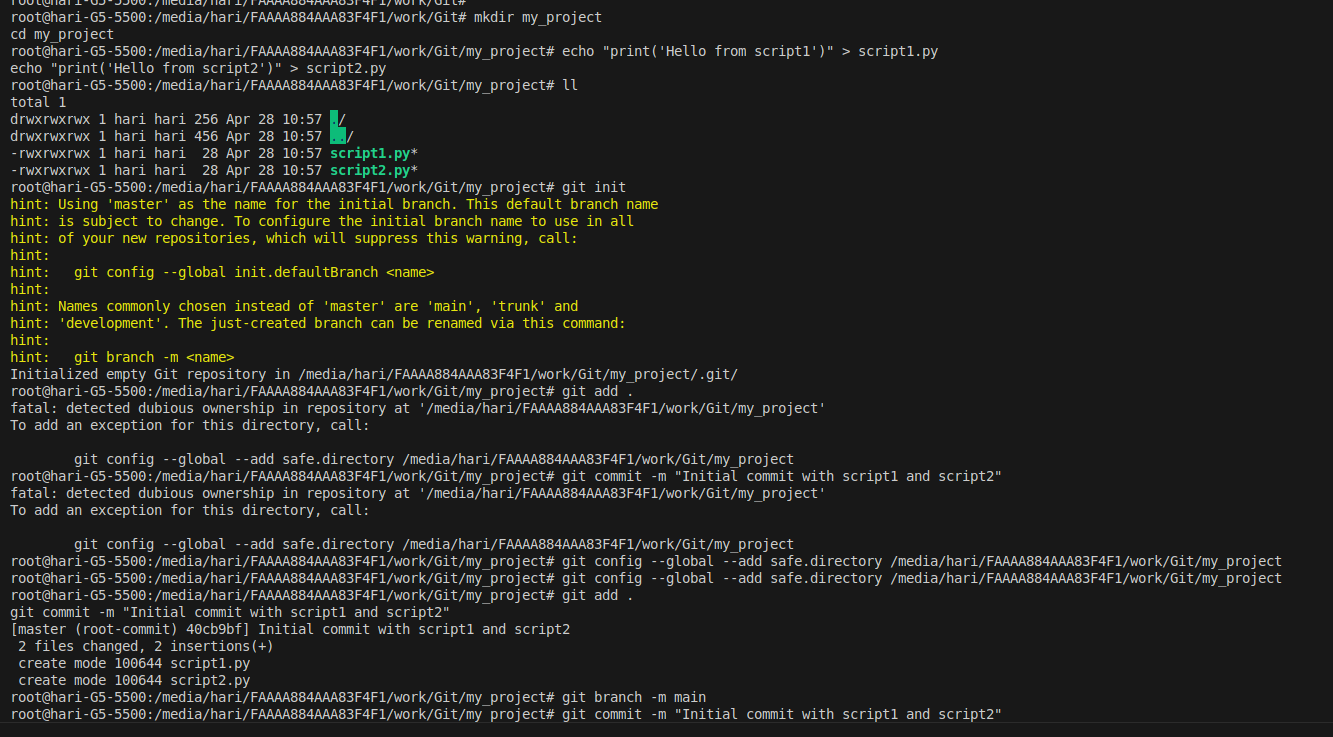 root@hari-G5-5500:/media/hari/FAAAA884AAA83F4F1/work/Git#
root@hari-G5-5500:/media/hari/FAAAA884AAA83F4F1/work/Git# mkdir my_project
cd my_project
root@hari-G5-5500:/media/hari/FAAAA884AAA83F4F1/work/Git/my_project# echo "print('Hello from script1')" > script1.py
echo "print('Hello from script2')" > script2.py
root@hari-G5-5500:/media/hari/FAAAA884AAA83F4F1/work/Git/my_project# ll
total 1
drwxrwxrwx 1 hari hari 256 Apr 28 10:57 ./
drwxrwxrwx 1 hari hari 456 Apr 28 10:57 ../
-rwxrwxrwx 1 hari hari  28 Apr 28 10:57 script1.py*
-rwxrwxrwx 1 hari hari  28 Apr 28 10:57 script2.py*
root@hari-G5-5500:/media/hari/FAAAA884AAA83F4F1/work/Git/my_project# git init
hint: Using 'master' as the name for the initial branch. This default branch name
hint: is subject to change. To configure the initial branch name to use in all
hint: of your new repositories, which will suppress this warning, call:
hint:
hint:   git config --global init.defaultBranch <name>
hint:
hint: Names commonly chosen instead of 'master' are 'main', 'trunk' and
hint: 'development'. The just-created branch can be renamed via this command:
hint:
hint:   git branch -m <name>
Initialized empty Git repository in /media/hari/FAAAA884AAA83F4F1/work/Git/my_project/.git/
root@hari-G5-5500:/media/hari/FAAAA884AAA83F4F1/work/Git/my_project# git add .
fatal: detected dubious ownership in repository at '/media/hari/FAAAA884AAA83F4F1/work/Git/my_project'
To add an exception for this directory, call:
        git config --global --add safe.directory /media/hari/FAAAA884AAA83F4F1/work/Git/my_project
root@hari-G5-5500:/media/hari/FAAAA884AAA83F4F1/work/Git/my_project# git commit -m "Initial commit with script1 and script2"
fatal: detected dubious ownership in repository at '/media/hari/FAAAA884AAA83F4F1/work/Git/my_project'
To add an exception for this directory, call:
        git config --global --add safe.directory /media/hari/FAAAA884AAA83F4F1/work/Git/my_project
root@hari-G5-5500:/media/hari/FAAAA884AAA83F4F1/work/Git/my_project# git config --global --add safe.directory /media/hari/FAAAA884AAA83F4F1/work/Git/my_project
root@hari-G5-5500:/media/hari/FAAAA884AAA83F4F1/work/Git/my_project# git config --global --add safe.directory /media/hari/FAAAA884AAA83F4F1/work/Git/my_project
root@hari-G5-5500:/media/hari/FAAAA884AAA83F4F1/work/Git/my_project# git add .
git commit -m "Initial commit with script1 and script2"
[master (root-commit) 40cb9bf] Initial commit with script1 and script2
 2 files changed, 2 insertions(+)
 create mode 100644 script1.py
 create mode 100644 script2.py
root@hari-G5-5500:/media/hari/FAAAA884AAA83F4F1/work/Git/my_project# git branch -m main
root@hari-G5-5500:/media/hari/FAAAA884AAA83F4F1/work/Git/my_project# git commit -m "Initial commit with script1 and script2"